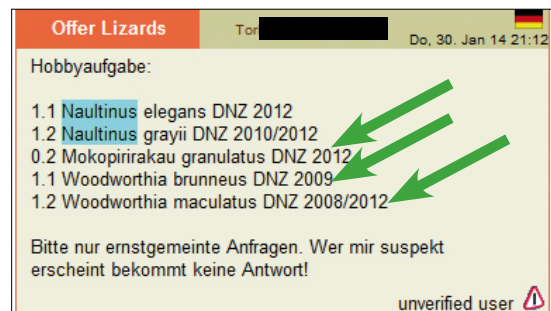 Offer Lizards
Tor
Do, 30. Jan 14 21:12
Hobbyaufgabe:
1.1 Naultinus elegans DNZ 2012
1.2 Naultinus grayii DNZ 2010/2012
0.2 Mokopirirakau granulatus DNZ 2012
1.1 Woodworthia brunneus DNZ 2009
1.2 Woodworthia maculatus DNZ 2008/2012
Bitte nur ernstgemeinte Anfragen. Wer mir suspekt
erscheint bekommt keine Antwort!
unverified user